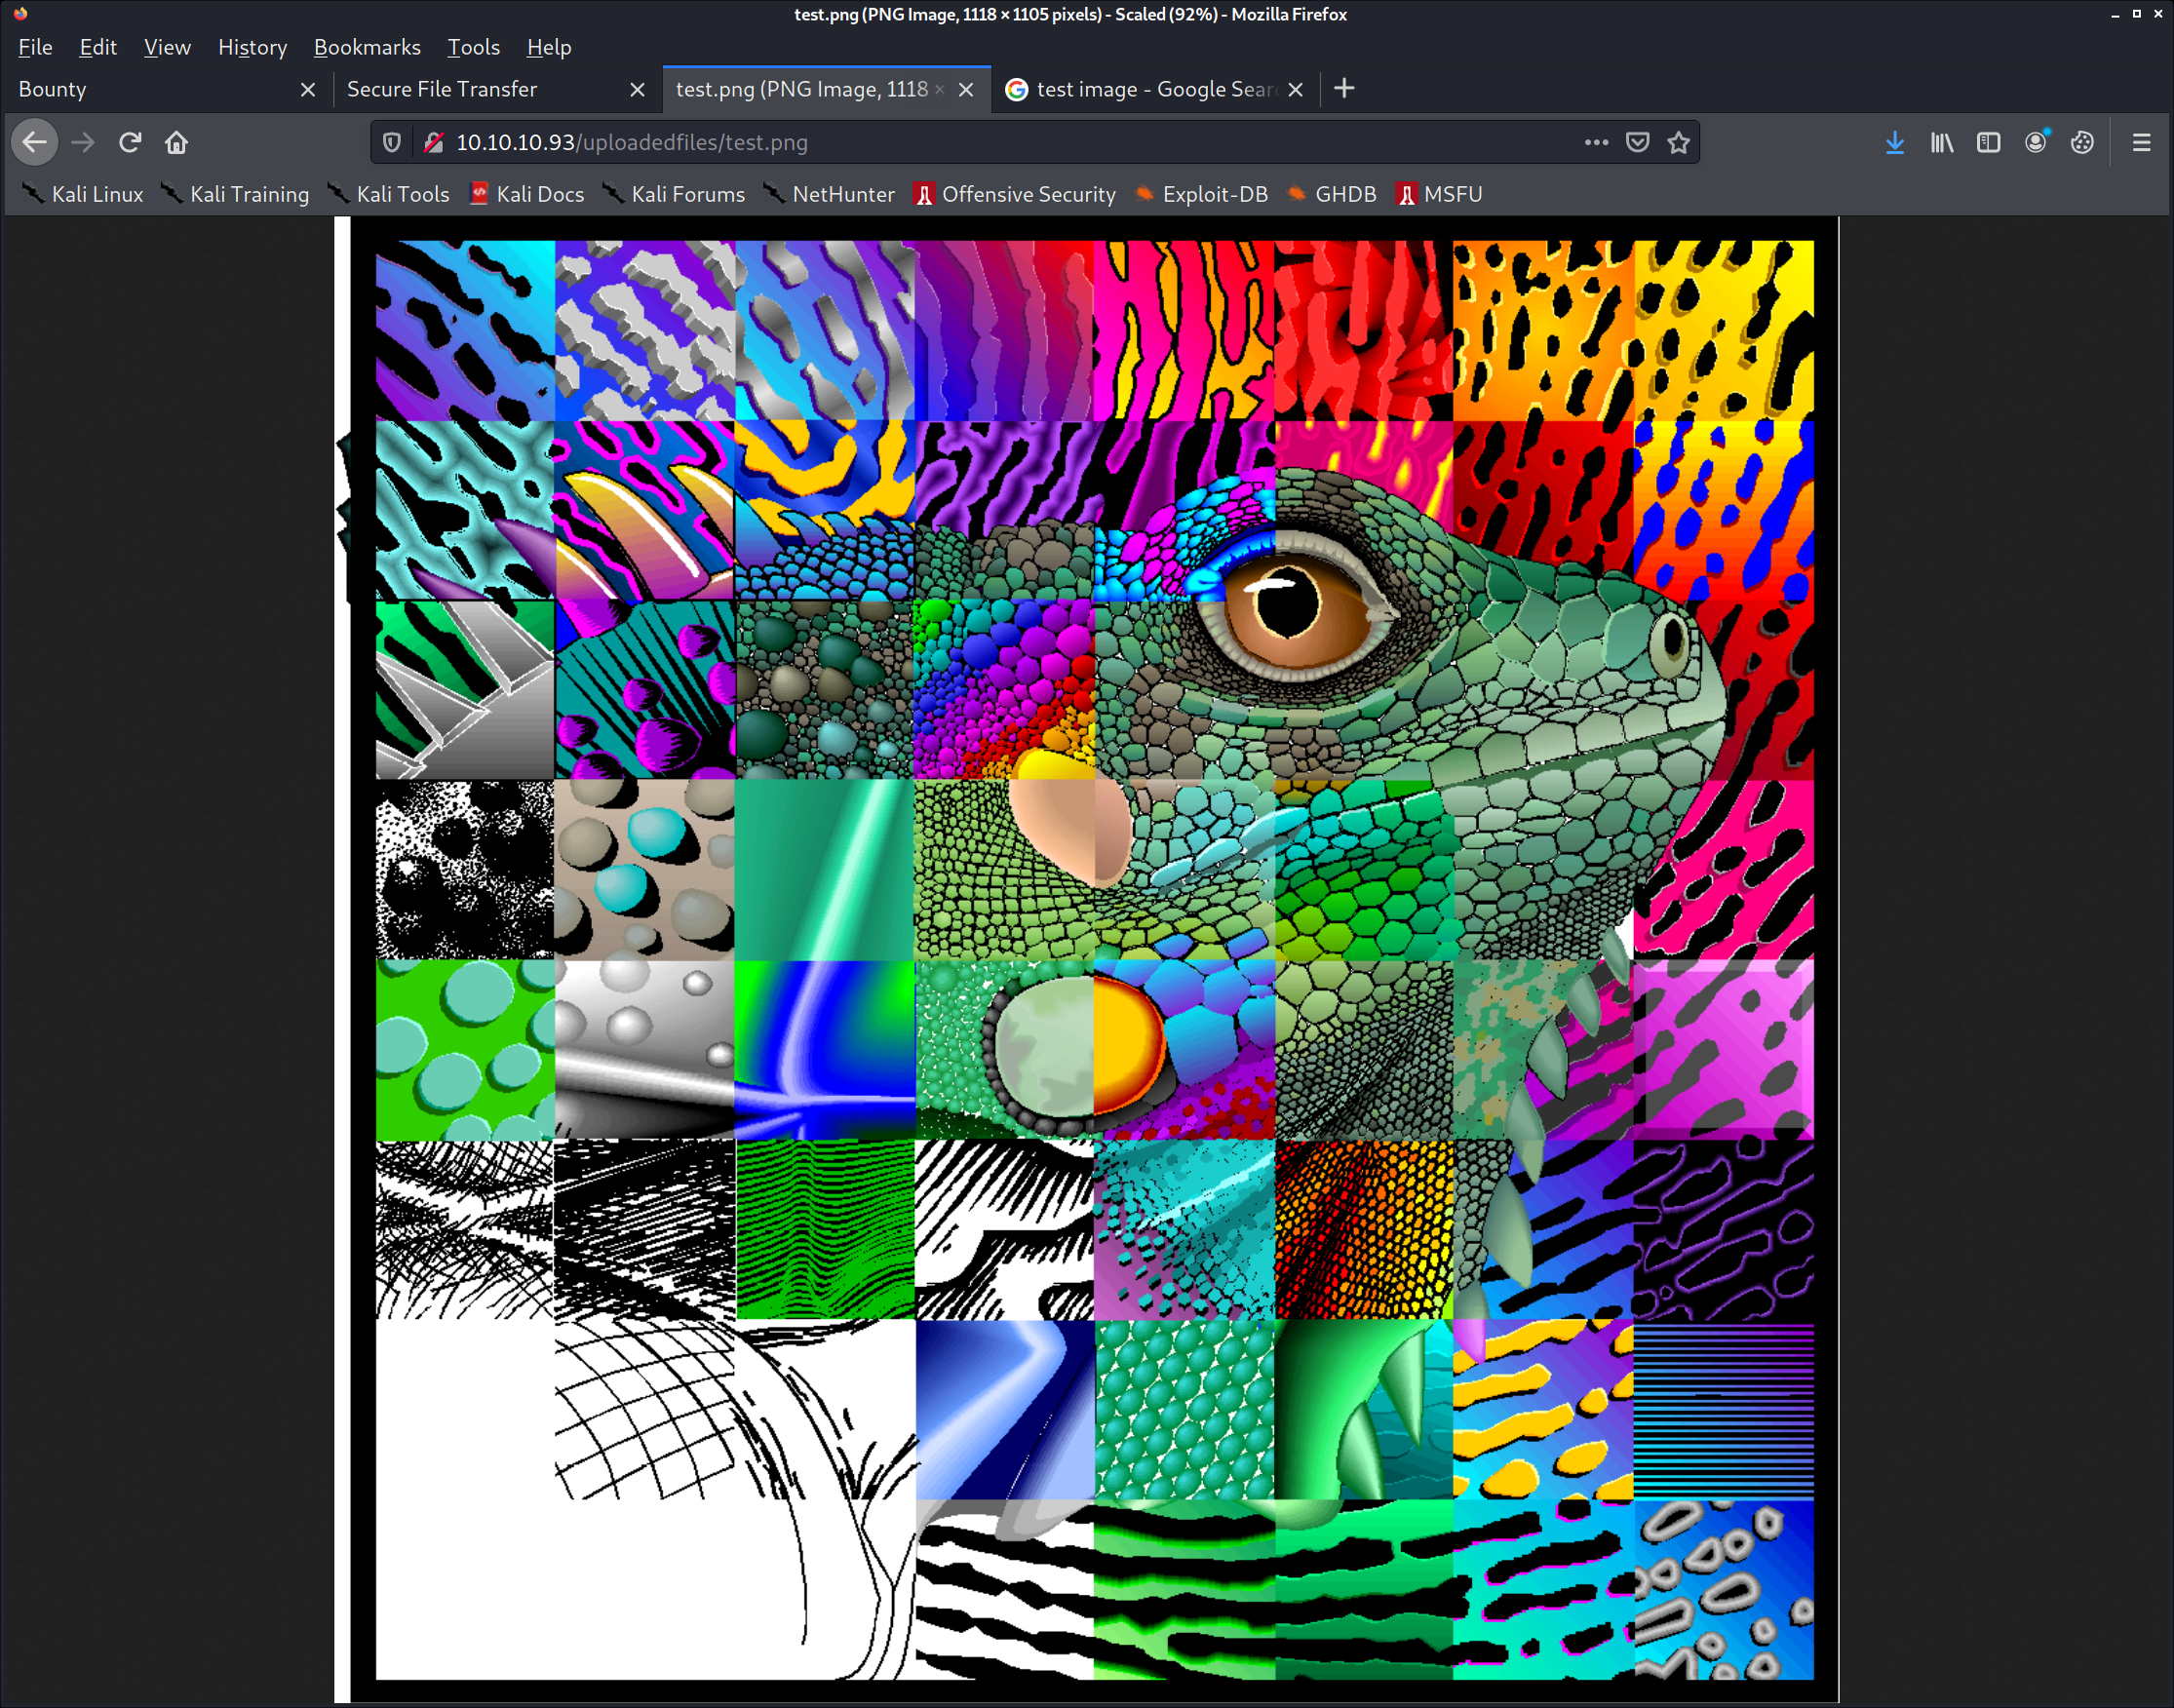 test.png (PNG Image, 1118 × 1105 pixels) - Scaled (92%) - Mozilla Firefox
File Edit View History Bookmarks Tools Help
Bounty Secure File Transfer test.png (PNG Image, 1118 × test image - Google Sear
10.10.10.93/uploadedfiles/test.png
Kali Linux Kali Training Kali Tools Kali Docs Kali Forums NetHunter Offensive Security Exploit-DB GHDB MSFU